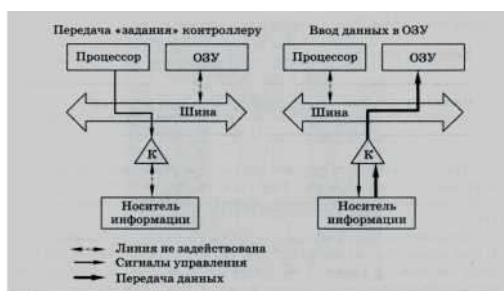 Передача «задания» контроллеру
Процессор
ОЗУ
Шина
К
Носитель
информации
Ввод данных в ОЗУ
Процессор
ОЗУ
Шина
К
Носитель
информации
Линия не задействована
Сигналы управления
Передача данных